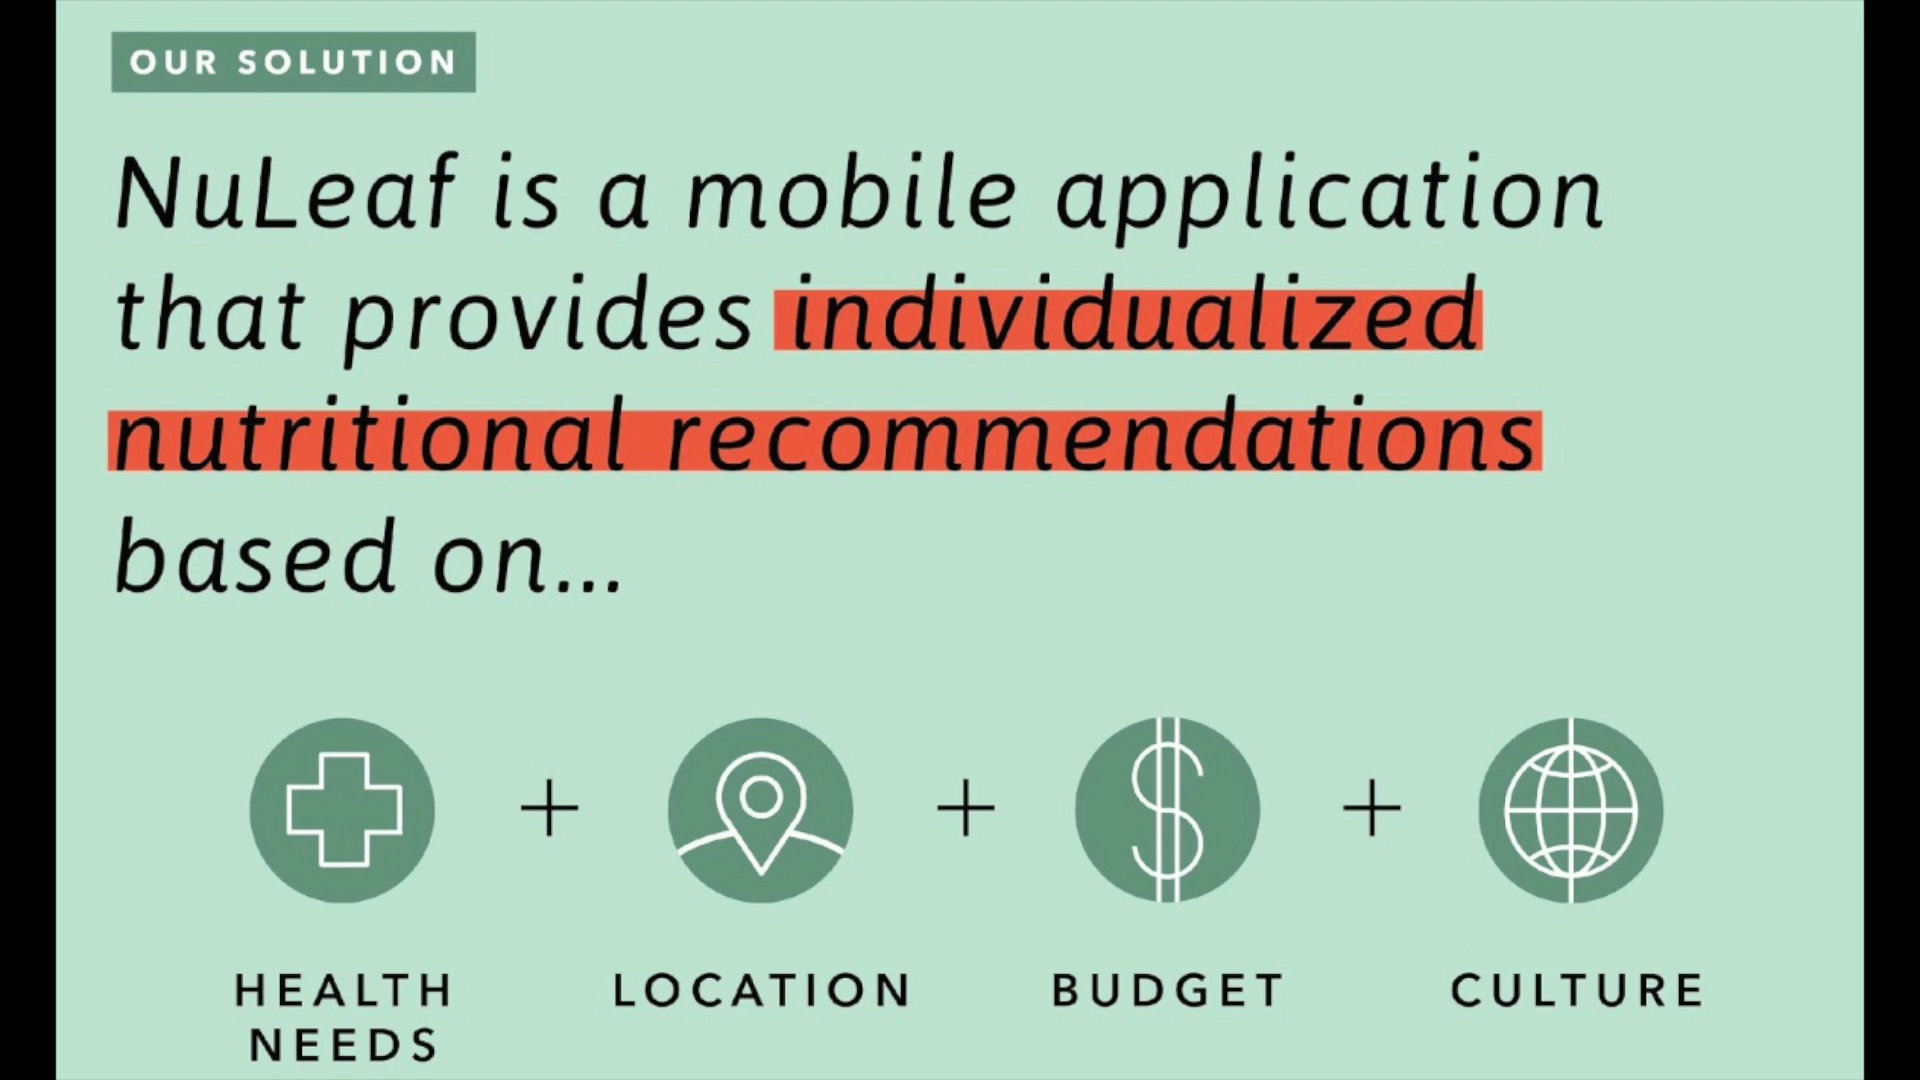 OUR SOLUTION
NuLeaf is a mobile application
that provides individualized
nutritional recommendations
based on...
+ + +
HEALTH NEEDS
LOCATION
BUDGET
CULTURE